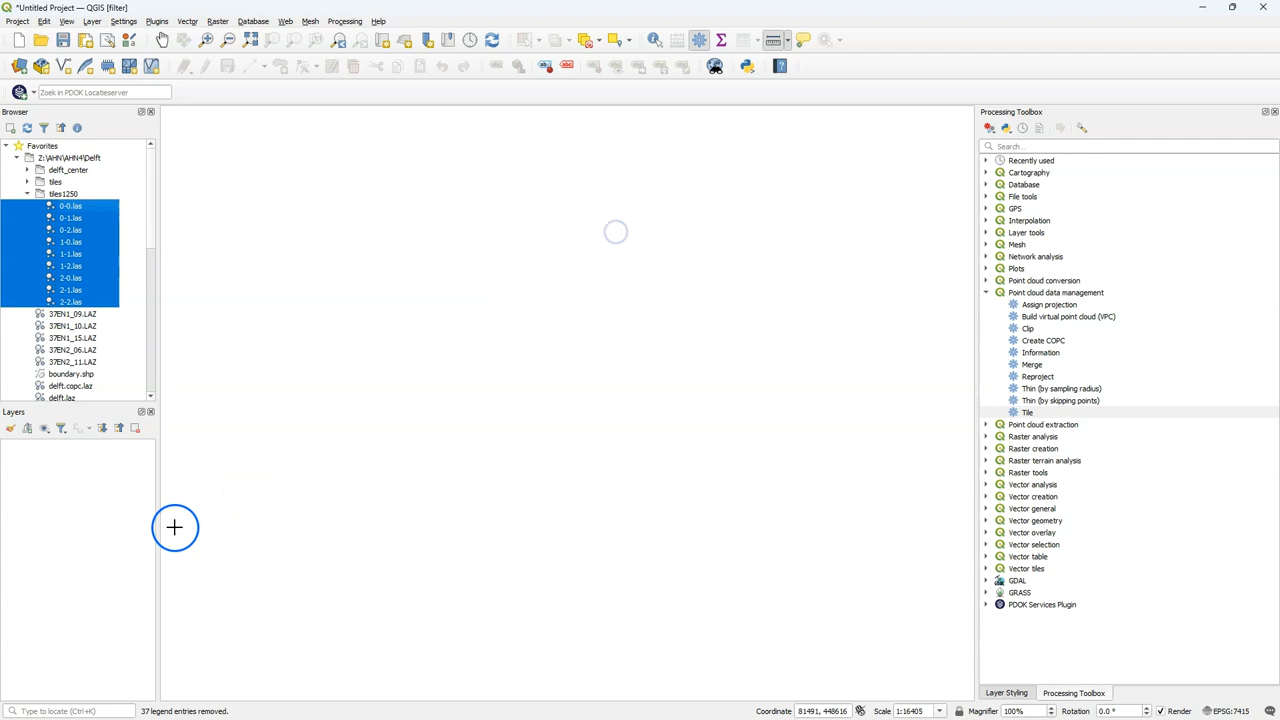 *Untitled Project — QGIS [filter]
Project Edit View Layer Settings Plugins Vector Raster Database Web Mesh Processing Help
Zoek in PDOK Locatieserver
Browser
Favorites
Z:\AHN\AHN4\Delft
delft_center
tiles
tiles1250
0-0.las
0-1.las
0-2.las
1-0.las
1-1.las
1-2.las
2-0.las
2-1.las
2-2.las
37EN1_09.LAZ
37EN1_10.LAZ
37EN1_15.LAZ
37EN2_06.LAZ
37EN2_11.LAZ
boundary.shp
delft.copc.laz
delft.laz
Layers
Processing Toolbox
Search...
Recently used
Cartography
Database
File tools
GPS
Interpolation
Layer tools
Mesh
Network analysis
Plots
Point cloud conversion
Point cloud data management
Assign projection
Build virtual point cloud (VPC)
Clip
Create COPC
Information
Merge
Reproject
Thin (by sampling radius)
Thin (by skipping points)
Tile
Point cloud extraction
Raster analysis
Raster creation
Raster terrain analysis
Raster tools
Vector analysis
Vector creation
Vector general
Vector geometry
Vector overlay
Vector selection
Vector table
Vector tiles
GDAL
GRASS
PDOK Services Plugin
Layer Styling Processing Toolbox
Type to locate (Ctrl+K) 37 legend entries removed. Coordinate 81491, 448616 Scale 1:16405 Magnifier 100% Rotation 0.0 ° Render EPSG:7415